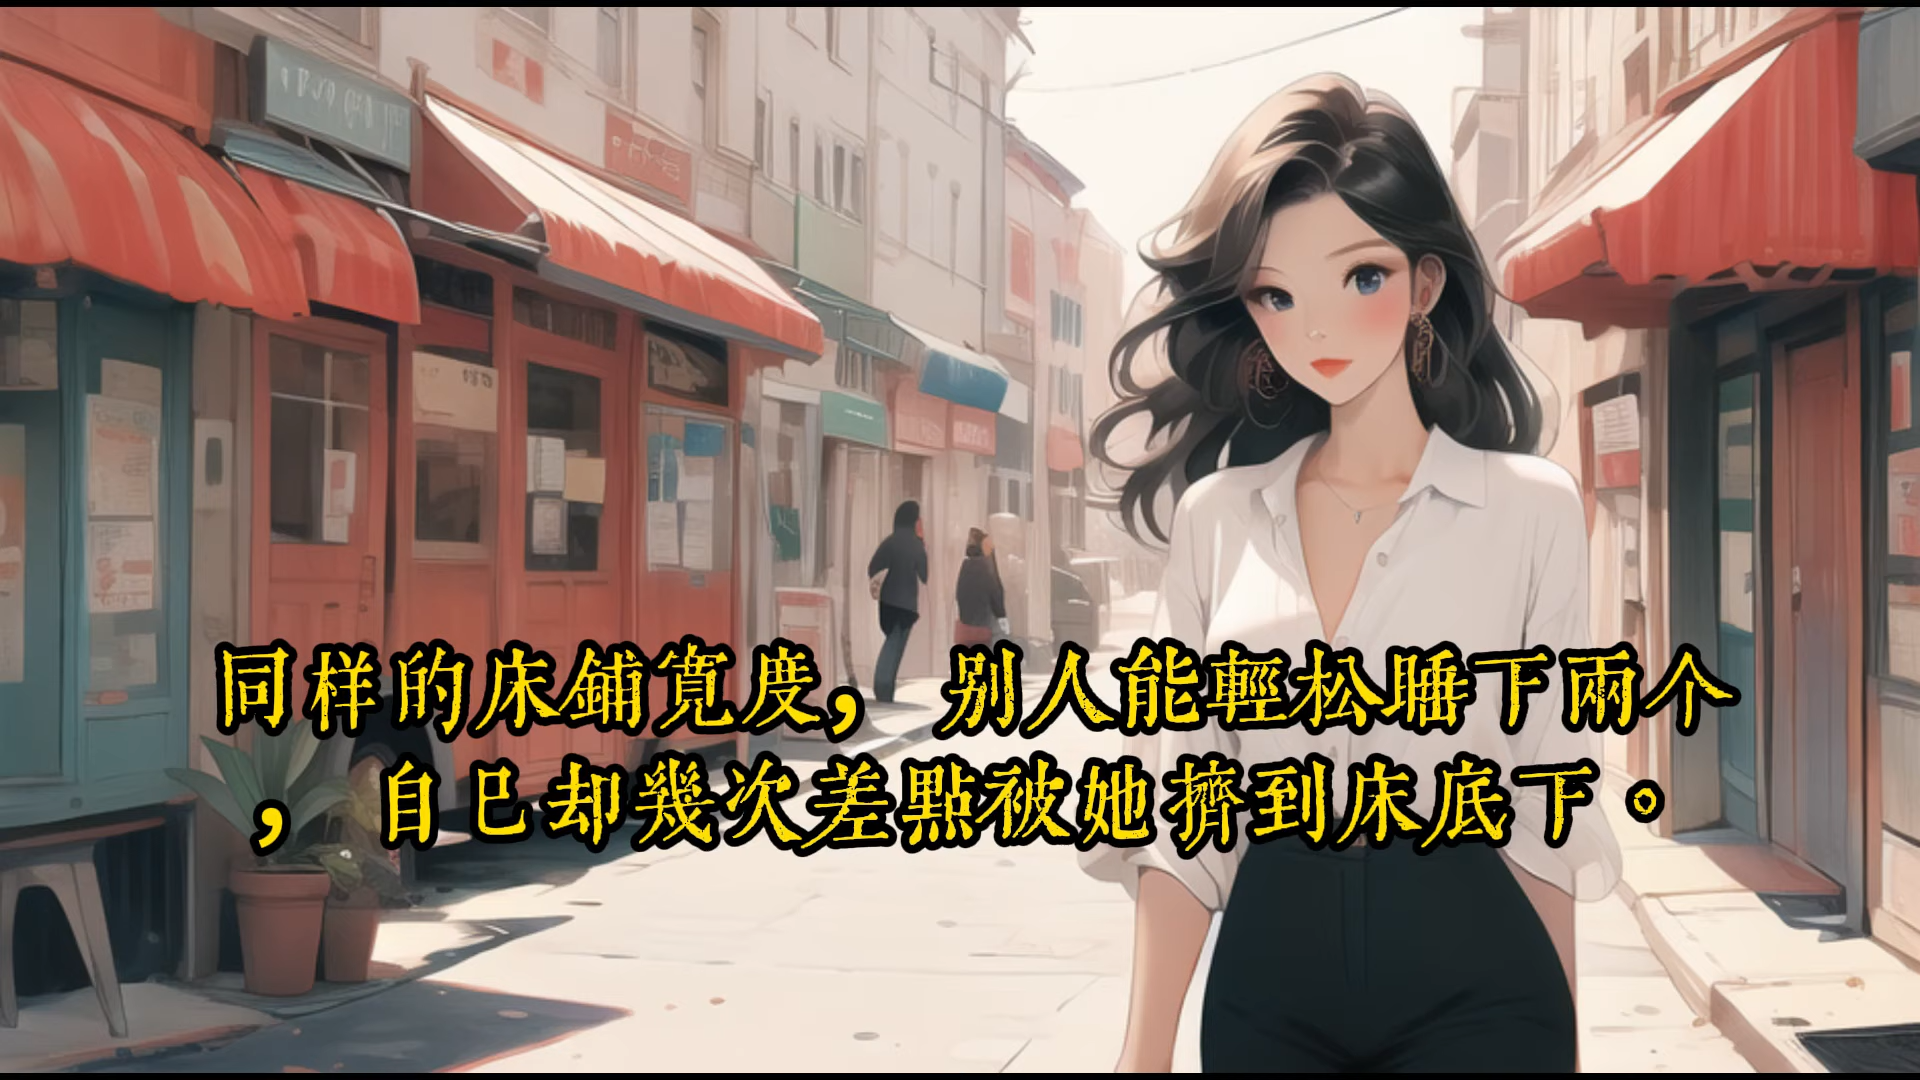 同样的床鋪寬度，别人能輕松睡下兩个
，自已却幾次差點被她擠到床底下。